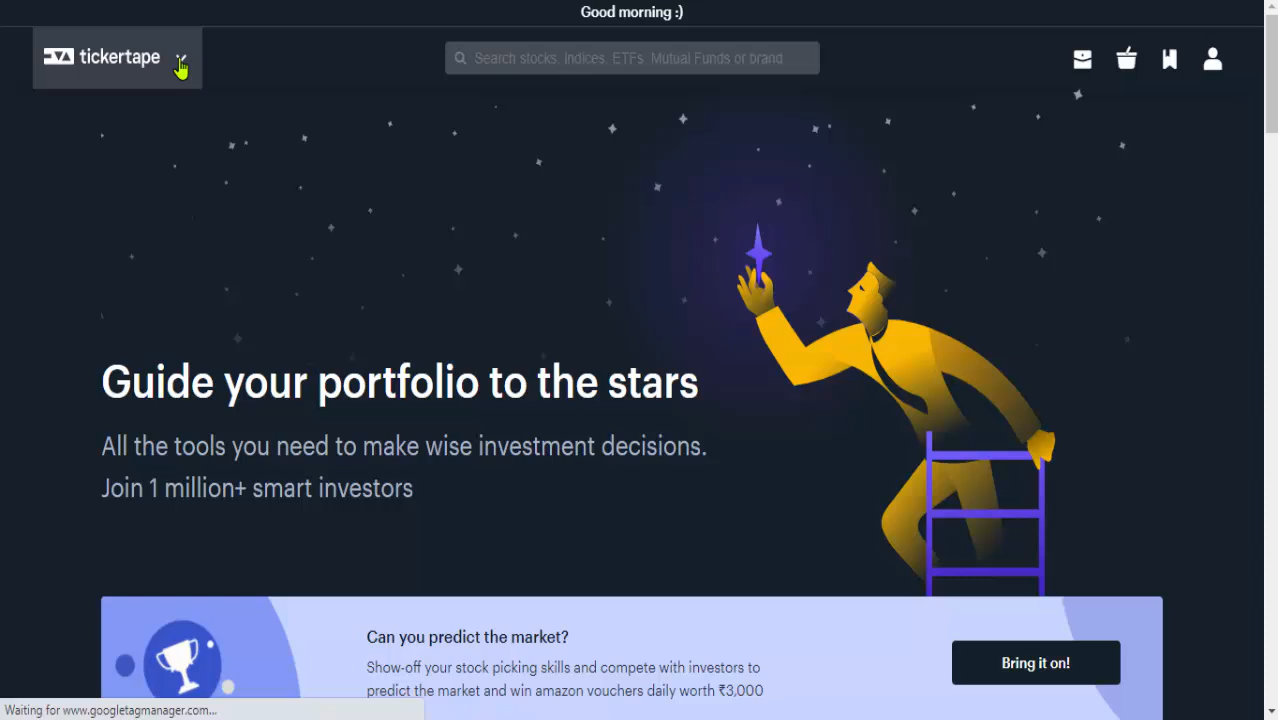 Good morning :)
tickertape
Search stocks, Indices, ETFs, Mutual Funds or brand
Guide your portfolio to the stars
All the tools you need to make wise investment decisions.
Join 1 million+ smart investors
Can you predict the market?
Show-off your stock picking skills and compete with investors to
predict the market and win amazon vouchers daily worth ₹3,000
Bring it on!
Waiting for www.googletagmanager.com...